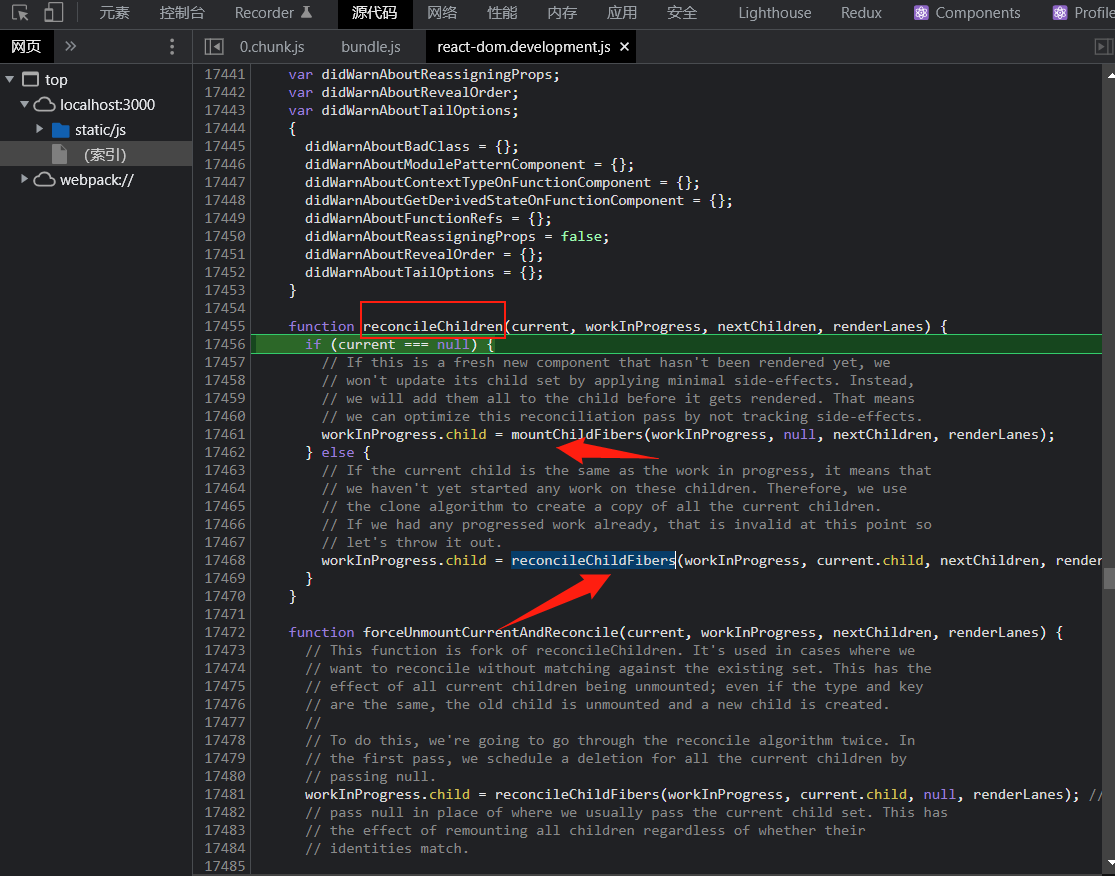 元素 控制台 Recorder 源代码 网络 性能 内存 应用 安全 Lighthouse Redux Components Profile
网页 » 0.chunk.js bundle.js react-dom.development.js ×
top
localhost:3000
static/js
(索引)
webpack://
17441 var didWarnAboutReassigningProps;
17442 var didWarnAboutRevealOrder;
17443 var didWarnAboutTailOptions;
17444 {
17445 didWarnAboutBadClass = {};
17446 didWarnAboutModulePatternComponent = {};
17447 didWarnAboutContextTypeOnFunctionComponent = {};
17448 didWarnAboutGetDerivedStateOnFunctionComponent = {};
17449 didWarnAboutFunctionRefs = {};
17450 didWarnAboutReassigningProps = false;
17451 didWarnAboutRevealOrder = {};
17452 didWarnAboutTailOptions = {};
17453 }
17454
17455 function reconcileChildren(current, workInProgress, nextChildren, renderLanes) {
17456 if (current === null) {
17457 // If this is a fresh new component that hasn't been rendered yet, we
17458 // won't update its child set by applying minimal side-effects. Instead,
17459 // we will add them all to the child before it gets rendered. That means
17460 // we can optimize this reconciliation pass by not tracking side-effects.
17461 workInProgress.child = mountChildFibers(workInProgress, null, nextChildren, renderLanes);
17462 } else {
17463 // If the current child is the same as the work in progress, it means that
17464 // we haven't yet started any work on these children. Therefore, we use
17465 // the clone algorithm to create a copy of all the current children.
17466 // If we had any progressed work already, that is invalid at this point so
17467 // let's throw it out.
17468 workInProgress.child = reconcileChildFibers(workInProgress, current.child, nextChildren, render
17469 }
17470 }
17471
17472 function forceUnmountCurrentAndReconcile(current, workInProgress, nextChildren, renderLanes) {
17473 // This function is fork of reconcileChildren. It's used in cases where we
17474 // want to reconcile without matching against the existing set. This has the
17475 // effect of all current children being unmounted; even if the type and key
17476 // are the same, the old child is unmounted and a new child is created.
17477 //
17478 // To do this, we're going to go through the reconcile algorithm twice. In
17479 // the first pass, we schedule a deletion for all the current children by
17480 // passing null.
17481 workInProgress.child = reconcileChildFibers(workInProgress, current.child, null, renderLanes); //
17482 // pass null in place of where we usually pass the current child set. This has
17483 // the effect of remounting all children regardless of whether their
17484 // identities match.
17485